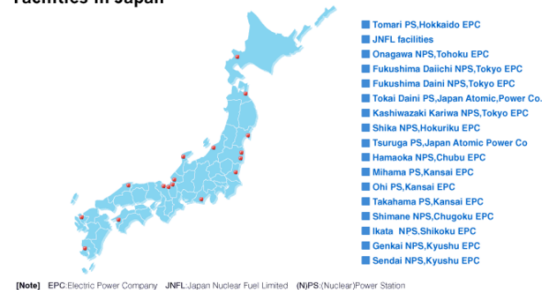 Facilities in Japan
Tomari PS,Hokkaido EPC
JNFL facilities
Onagawa NPS,Tohoku EPC
Fukushima Daiichi NPS,Tokyo EPC
Fukushima Daini NPS,Tokyo EPC
Tokai Daini PS,Japan Atomic,Power Co.
Kashiwazaki Kariwa NPS,Tokyo EPC
Shika NPS,Hokuriku EPC
Tsuruga PS,Japan Atomic Power Co
Hamaoka NPS,Chubu EPC
Mihama PS,Kansai EPC
Ohi PS,Kansai EPC
Takahama PS,Kansai EPC
Shimane NPS,Chugoku EPC
Ikata NPS.Shikoku EPC
Genkai NPS,Kyushu EPC
Sendai NPS,Kyushu EPC
[Note] EPC:Electric Power Company JNFL:Japan Nuclear Fuel Limited (N)PS:(Nuclear)Power Station